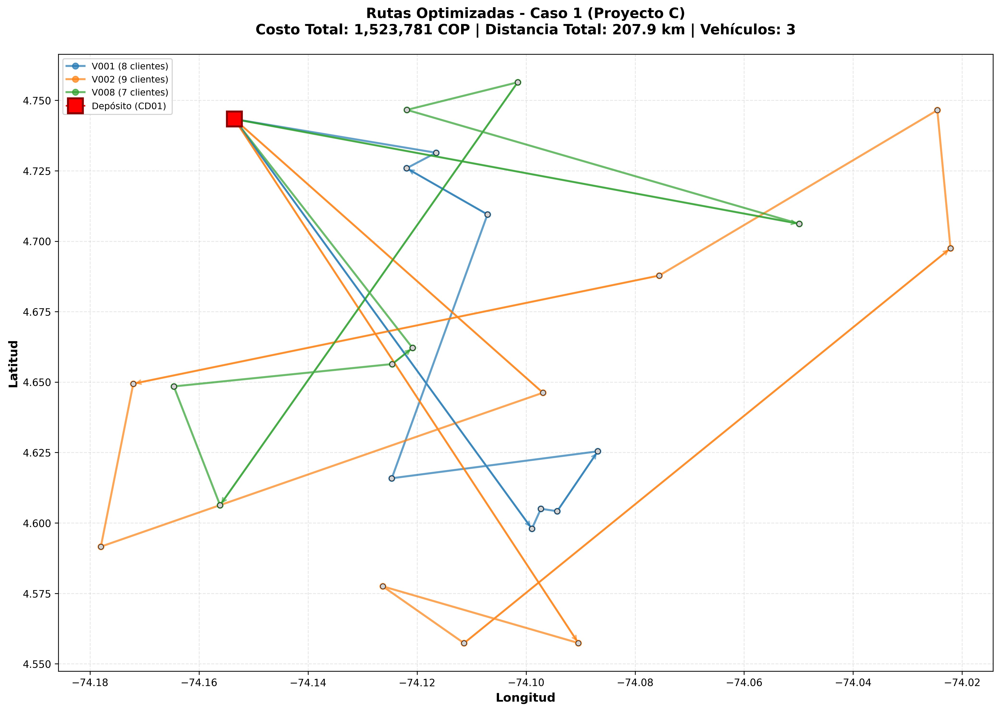 Rutas Optimizadas - Caso 1 (Proyecto C)
Costo Total: 1,523,781 COP | Distancia Total: 207.9 km | Vehículos: 3
V001 (8 clientes)
V002 (9 clientes)
V008 (7 clientes)
Depósito (CD01)
4.750
4.725
4.700
4.675
4.650
4.625
4.600
4.575
4.550
Latitud
−74.18
−74.16
−74.14
−74.12
−74.10
−74.08
−74.06
−74.04
−74.02
Longitud